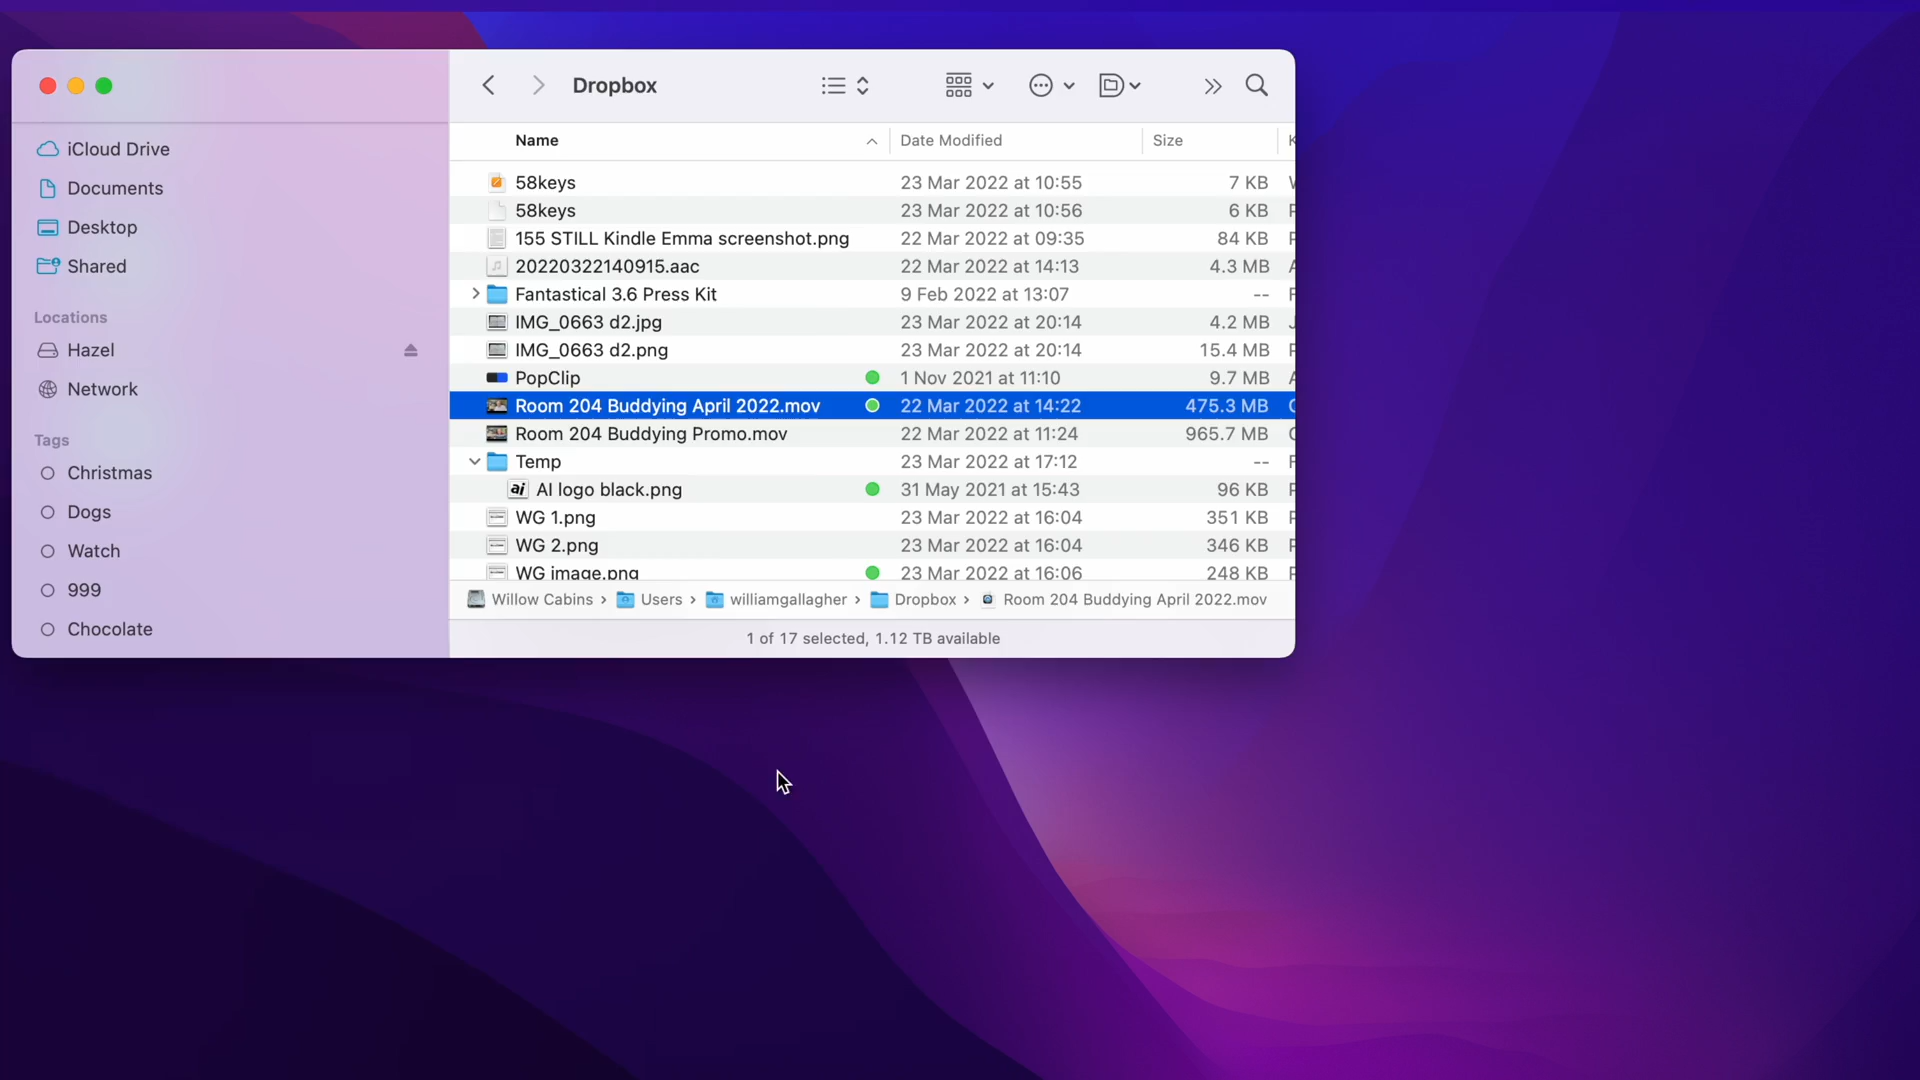 Dropbox
iCloud Drive
Documents
Desktop
Shared
Locations
Hazel
Network
Tags
Christmas
Dogs
Watch
999
Chocolate
Name Date Modified Size
58keys 23 Mar 2022 at 10:55 7 KB
58keys 23 Mar 2022 at 10:56 6 KB
155 STILL Kindle Emma screenshot.png 22 Mar 2022 at 09:35 84 KB
20220322140915.aac 22 Mar 2022 at 14:13 4.3 MB
Fantastical 3.6 Press Kit 9 Feb 2022 at 13:07 --
IMG_0663 d2.jpg 23 Mar 2022 at 20:14 4.2 MB
IMG_0663 d2.png 23 Mar 2022 at 20:14 15.4 MB
PopClip 1 Nov 2021 at 11:10 9.7 MB
Room 204 Buddying April 2022.mov 22 Mar 2022 at 14:22 475.3 MB
Room 204 Buddying Promo.mov 22 Mar 2022 at 11:24 965.7 MB
Temp 23 Mar 2022 at 17:12 --
ai AI logo black.png 31 May 2021 at 15:43 96 KB
WG 1.png 23 Mar 2022 at 16:04 351 KB
WG 2.png 23 Mar 2022 at 16:04 346 KB
WG image.png 23 Mar 2022 at 16:06 248 KB
Willow Cabins › Users › williamgallagher › Dropbox › Room 204 Buddying April 2022.mov
1 of 17 selected, 1.12 TB available